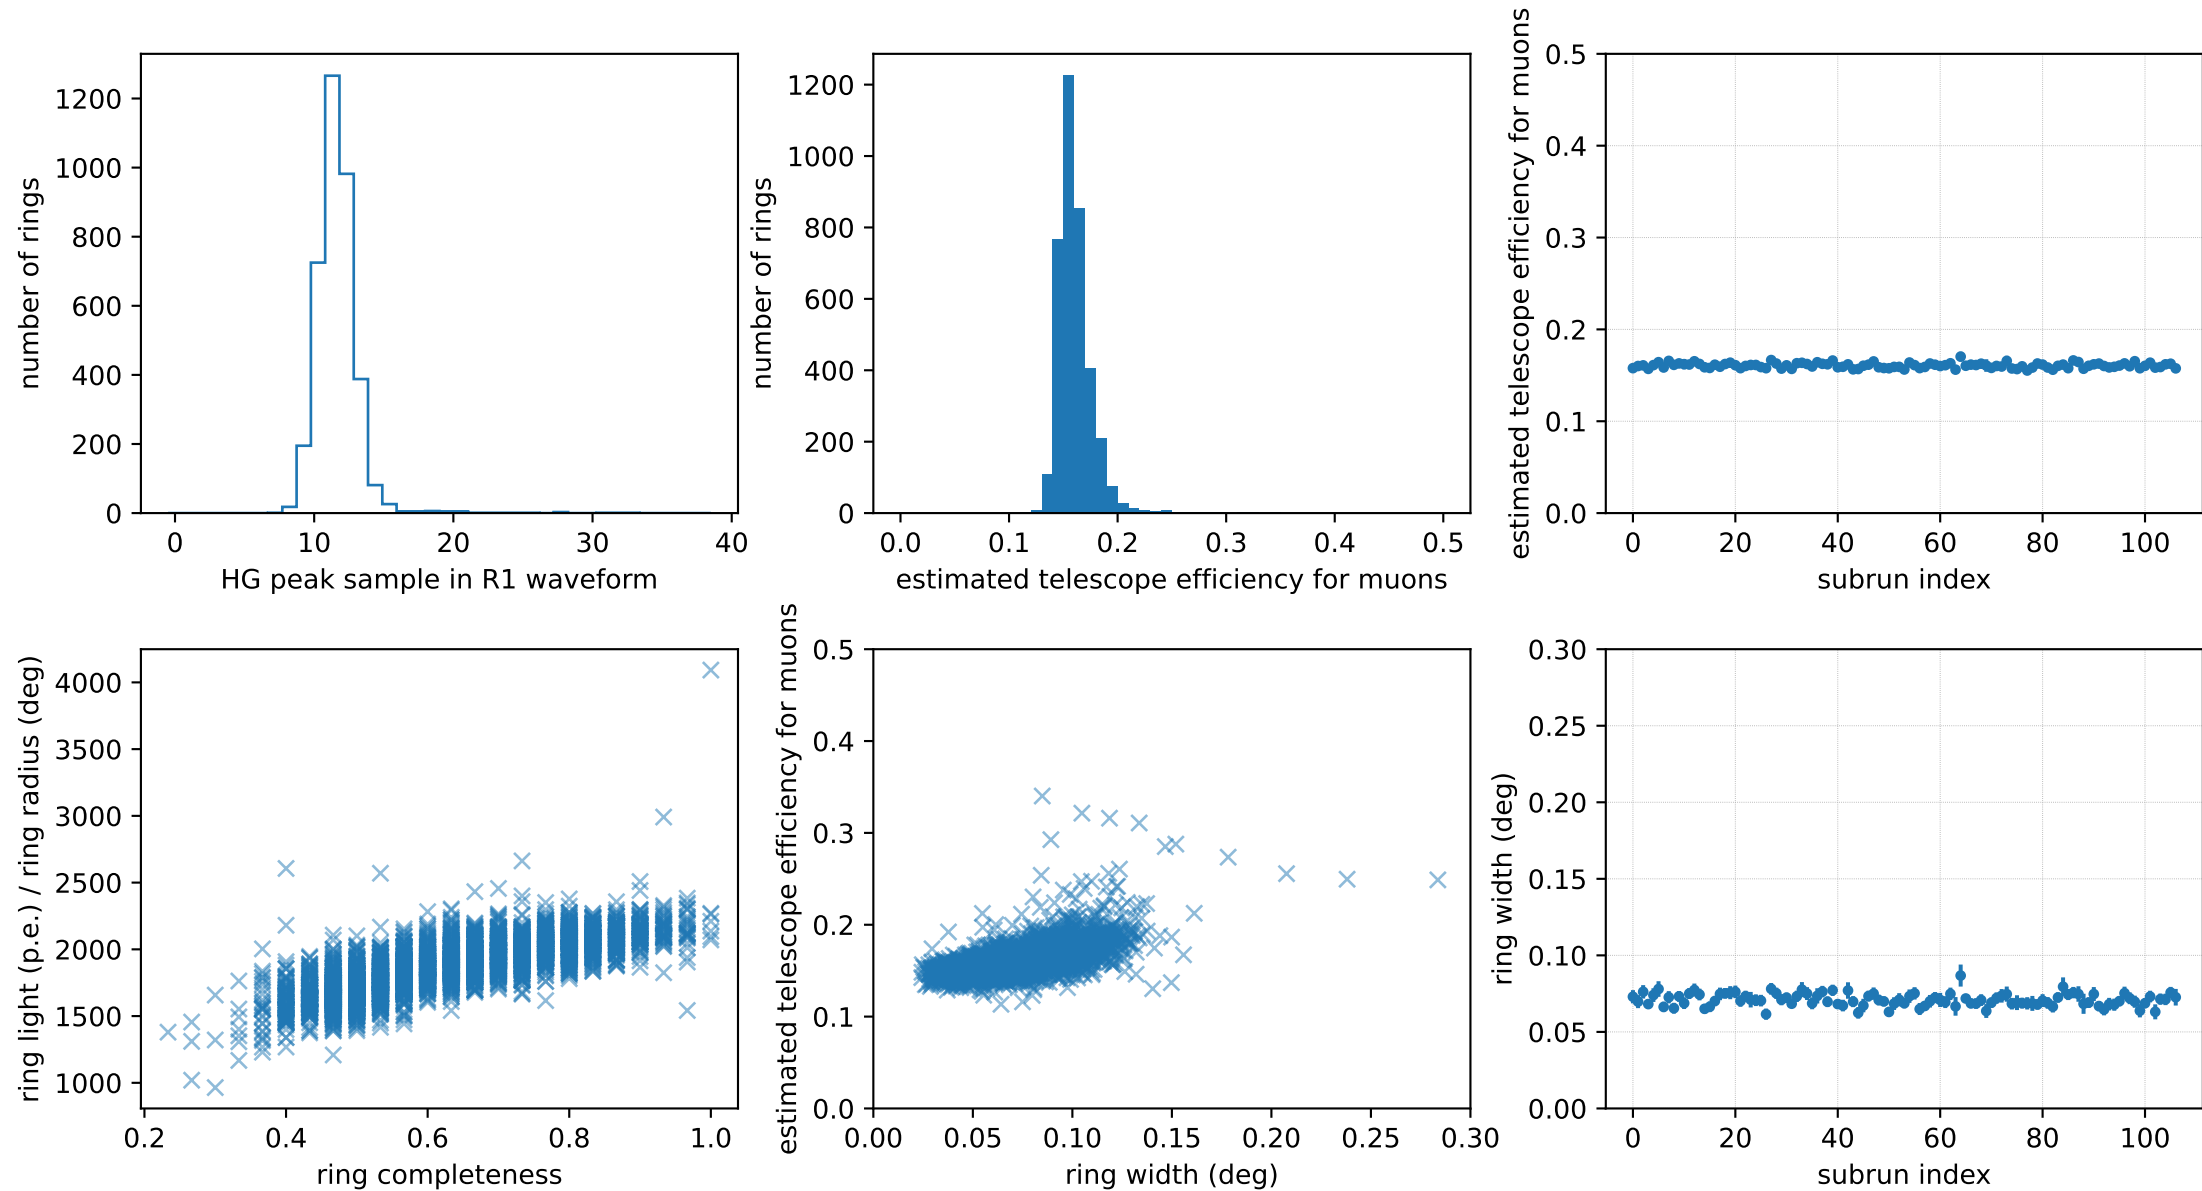 number of rings
1200
1000
800
600
400
200
0
0 10 20 30 40
HG peak sample in R1 waveform
number of rings
1200
1000
800
600
400
200
0
0.0 0.1 0.2 0.3 0.4 0.5
estimated telescope efficiency for muons
estimated telescope efficiency for muons
0.5
0.4
0.3
0.2
0.1
0.0
0 20 40 60 80 100
subrun index
ring light (p.e.) / ring radius (deg)
4000
3500
3000
2500
2000
1500
1000
0.2 0.4 0.6 0.8 1.0
ring completeness
estimated telescope efficiency for muons
0.5
0.4
0.3
0.2
0.1
0.0
0.00 0.05 0.10 0.15 0.20 0.25 0.30
ring width (deg)
ring width (deg)
0.30
0.25
0.20
0.15
0.10
0.05
0.00
0 20 40 60 80 100
subrun index